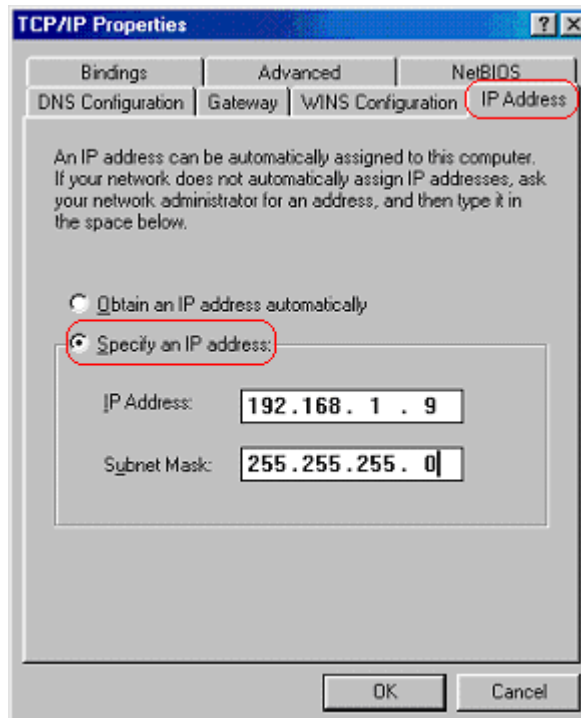 TCP/IP Properties
Bindings Advanced NetBIOS
DNS Configuration Gateway WINS Configuration IP Address
An IP address can be automatically assigned to this computer.
If your network does not automatically assign IP addresses, ask
your network administrator for an address, and then type it in
the space below.
Obtain an IP address automatically
Specify an IP address:
IP Address: 192.168. 1 . 9
Subnet Mask: 255.255.255. 0
OK Cancel